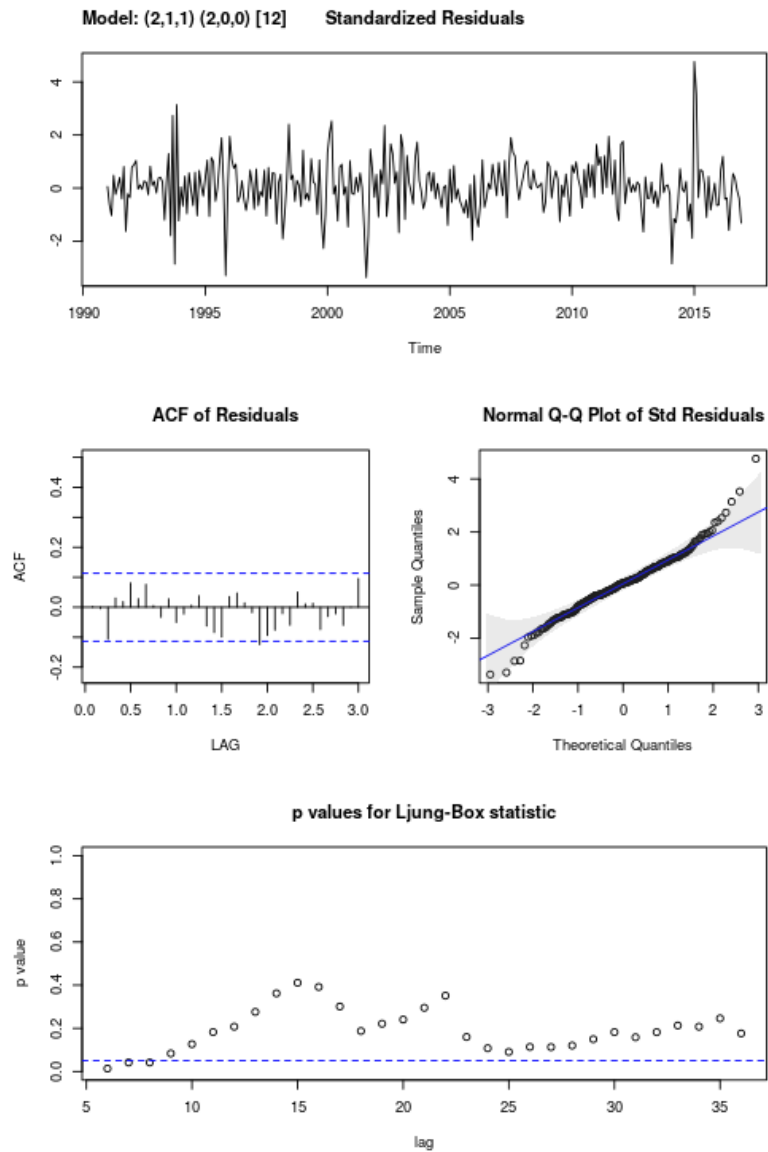 Model: (2,1,1) (2,0,0) [12] Standardized Residuals
4
2
0
-2
1990 1995 2000 2005 2010 2015
Time
ACF of Residuals
ACF
0.4
0.2
0.0
-0.2
0.0 0.5 1.0 1.5 2.0 2.5 3.0
LAG
Normal Q-Q Plot of Std Residuals
Sample Quantiles
4
2
0
-2
-3 -2 -1 0 1 2 3
Theoretical Quantiles
p values for Ljung-Box statistic
p value
1.0
0.8
0.6
0.4
0.2
0.0
5 10 15 20 25 30 35
lag